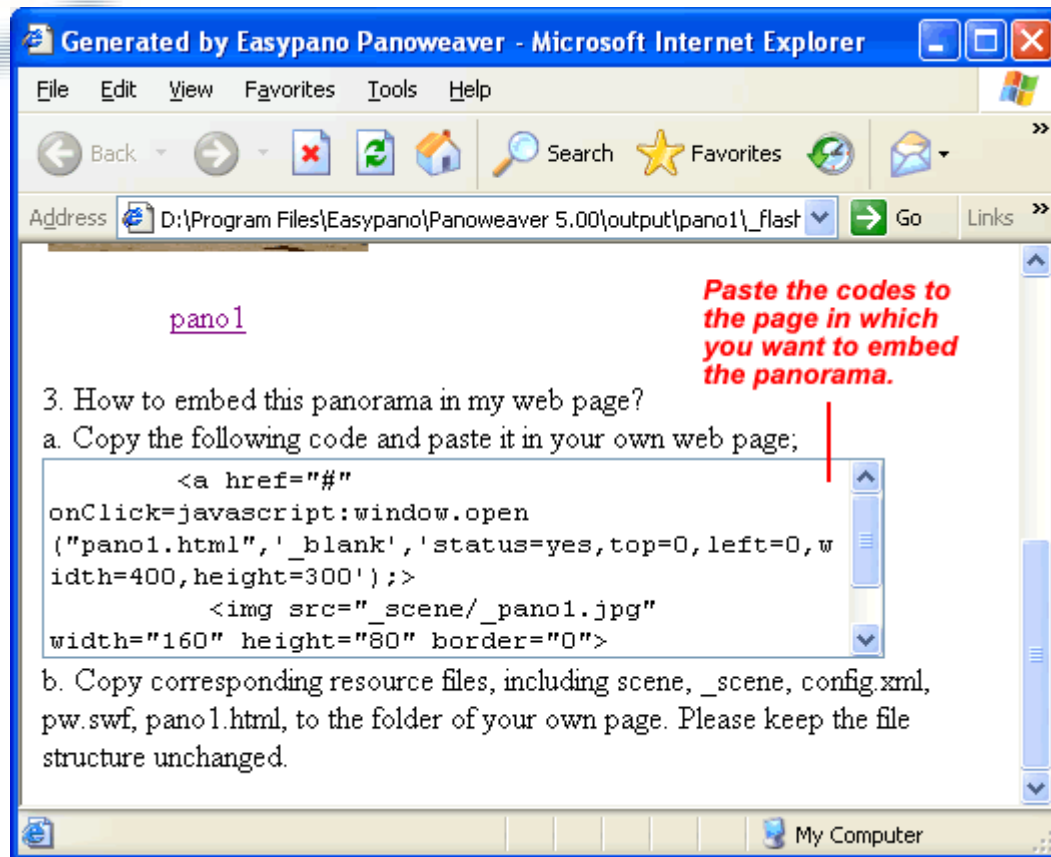 Generated by Easypano Panoweaver - Microsoft Internet Explorer
File Edit View Favorites Tools Help
Back Search Favorites »
Address D:\Program Files\Easypano\Panoweaver 5.00\output\pano1\_flash Go Links »
Paste the codes to
the page in which
you want to embed
the panorama.
pano1
3. How to embed this panorama in my web page?
a. Copy the following code and paste it in your own web page;
<a href="#"
onClick=javascript:window.open
("pano1.html",'_blank','status=yes,top=0,left=0,w
idth=400,height=300');>
<img src="_scene/_pano1.jpg"
width="160" height="80" border="0">
b. Copy corresponding resource files, including scene, _scene, config.xml,
pw.swf, pano1.html, to the folder of your own page. Please keep the file
structure unchanged.
My Computer